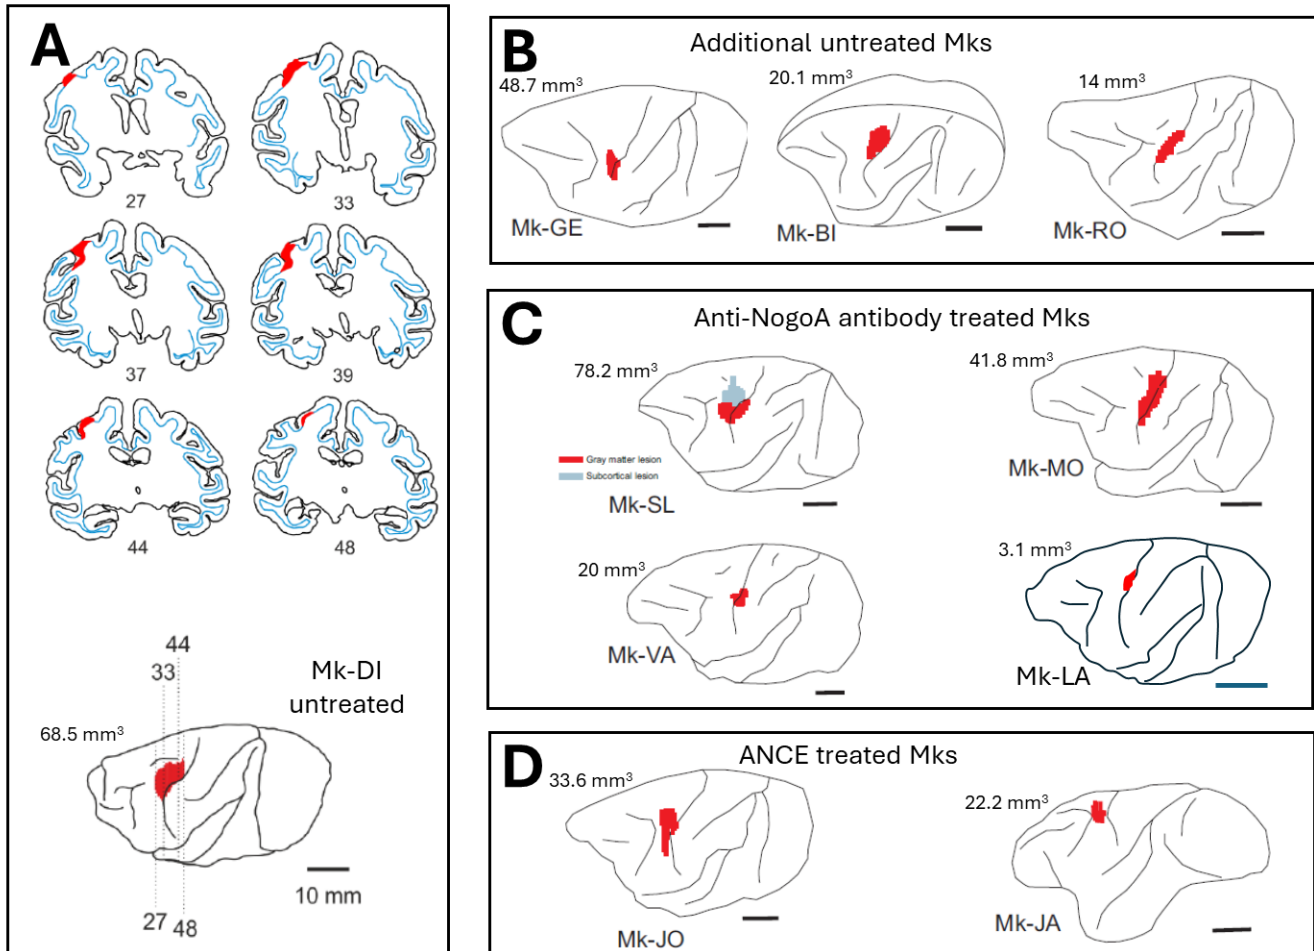 A
27
33
37
39
44
48
44
33
Mk-DI
untreated
68.5 mm³
10 mm
27
48
B
Additional untreated Mks
48.7 mm³
20.1 mm³
14 mm³
Mk-GE
Mk-BI
Mk-RO
C
Anti-NogoA antibody treated Mks
78.2 mm³
41.8 mm³
Gray matter lesion
Subcortical lesion
Mk-SL
Mk-MO
20 mm³
3.1 mm³
Mk-VA
Mk-LA
D
ANCE treated Mks
33.6 mm³
22.2 mm³
Mk-JO
Mk-JA